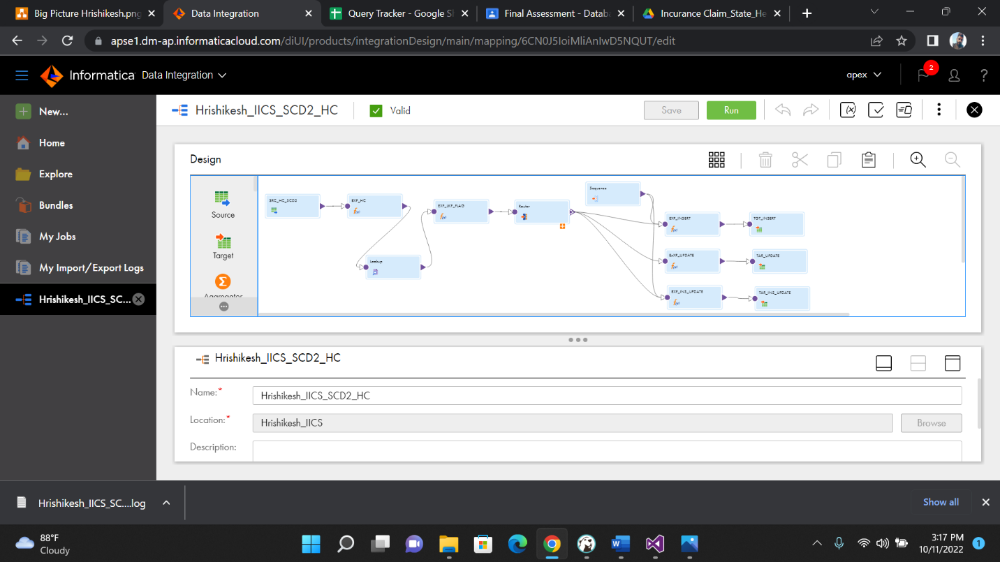 Big Picture Hrishikesh.png
Data Integration
Query Tracker - Google Sl
Final Assessment - Datab
Incurance Claim_State_He
apse1.dm-ap.informaticacloud.com/diUI/products/integrationDesign/main/mapping/6CN0J5IoiMliAnIwD5NQUT/edit
Informatica Data Integration
apex
2
?
New...
Home
Explore
Bundles
My Jobs
My Import/Export Logs
Hrishikesh_IICS_SC...
Hrishikesh_IICS_SCD2_HC
Valid
Save
Run
Design
Source
Target
Aggregator
SRC_HC_SCD2
EXP_HC
Lookup
EXP_LKP_FLAG
Router
Sequence
EXP_INSERT
TGT_INSERT
ExXP_UPDATE
TAR_UPDATE
EXP_INS_UPDATE
TAR_INS_UPDATE
Hrishikesh_IICS_SCD2_HC
Name:*
Hrishikesh_IICS_SCD2_HC
Location:*
Hrishikesh_IICS
Browse
Description:
Hrishikesh_IICS_SC....log
Show all
88°F
Cloudy
3:17 PM
10/11/2022
1